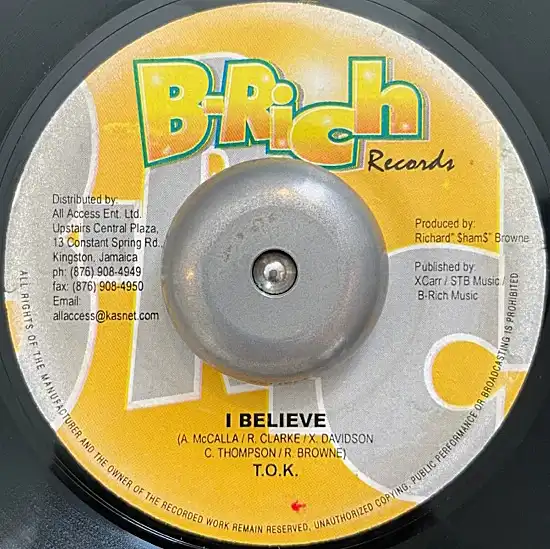 B-Rich
Records
Distributed by:
All Access Ent. Ltd.
Upstairs Central Plaza,
13 Constant Spring Rd.,
Kingston, Jamaica
ph: (876) 908-4949
fax: (876) 908-4950
Email:
allaccess@kasnet.com
Produced by:
Richard" $ham$" Browne
Published by:
XCarr / STB Music /
B-Rich Music
I BELIEVE
(A. McCALLA / R. CLARKE / X. DAVIDSON
C. THOMPSON / R. BROWNE)
T.O.K.
ALL RIGHTS OF THE MANUFACTURER AND THE OWNER OF THE RECORDED WORK REMAIN RESERVED, UNAUTHORIZED COPYING, PUBLIC PERFORMANCE OR BROADCASTING IS PROHIBITED